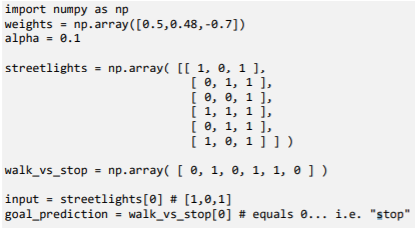 import numpy as np
weights = np.array([0.5,0.48,-0.7])
alpha = 0.1
streetlights = np.array( [[ 1, 0, 1 ],
[ 0, 1, 1 ],
[ 0, 0, 1 ],
[ 1, 1, 1 ],
[ 0, 1, 1 ],
[ 1, 0, 1 ] ] )
walk_vs_stop = np.array( [ 0, 1, 0, 1, 1, 0 ] )
input = streetlights[0] # [1,0,1]
goal_prediction = walk_vs_stop[0] # equals 0... i.e. "stop"